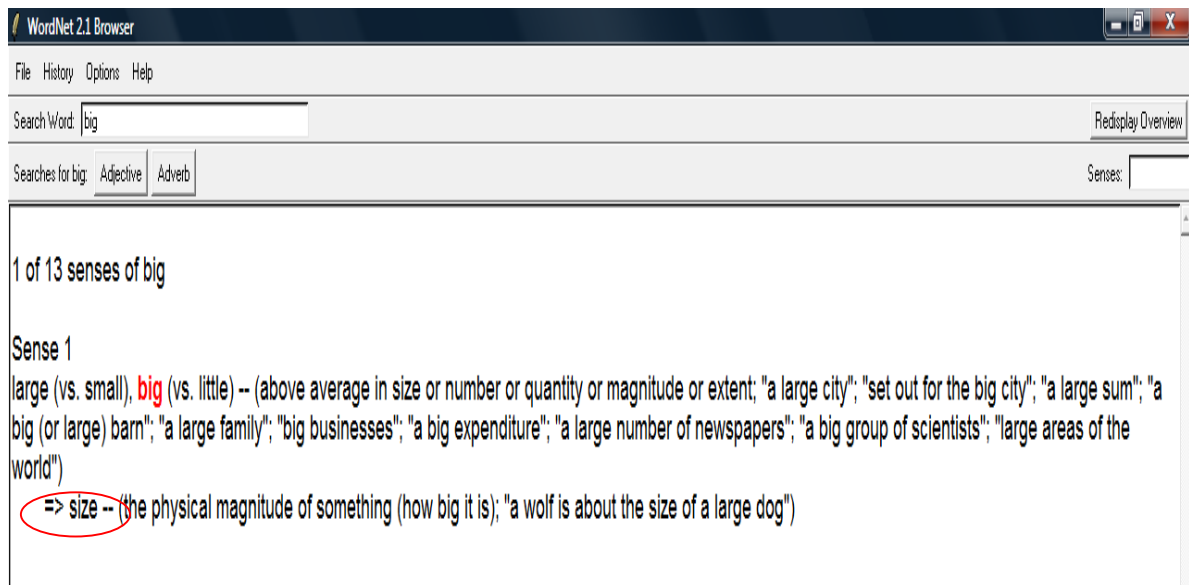 WordNet 2.1 Browser
File History Options Help
Search Word: big Redisplay Overview
Searches for big: Adjective Adverb Senses:
1 of 13 senses of big
Sense 1
large (vs. small), big (vs. little) -- (above average in size or number or quantity or magnitude or extent; "a large city"; "set out for the big city"; "a large sum"; "a
big (or large) barn"; "a large family"; "big businesses"; "a big expenditure"; "a large number of newspapers"; "a big group of scientists"; "large areas of the
world")
=> size -- (the physical magnitude of something (how big it is); "a wolf is about the size of a large dog")